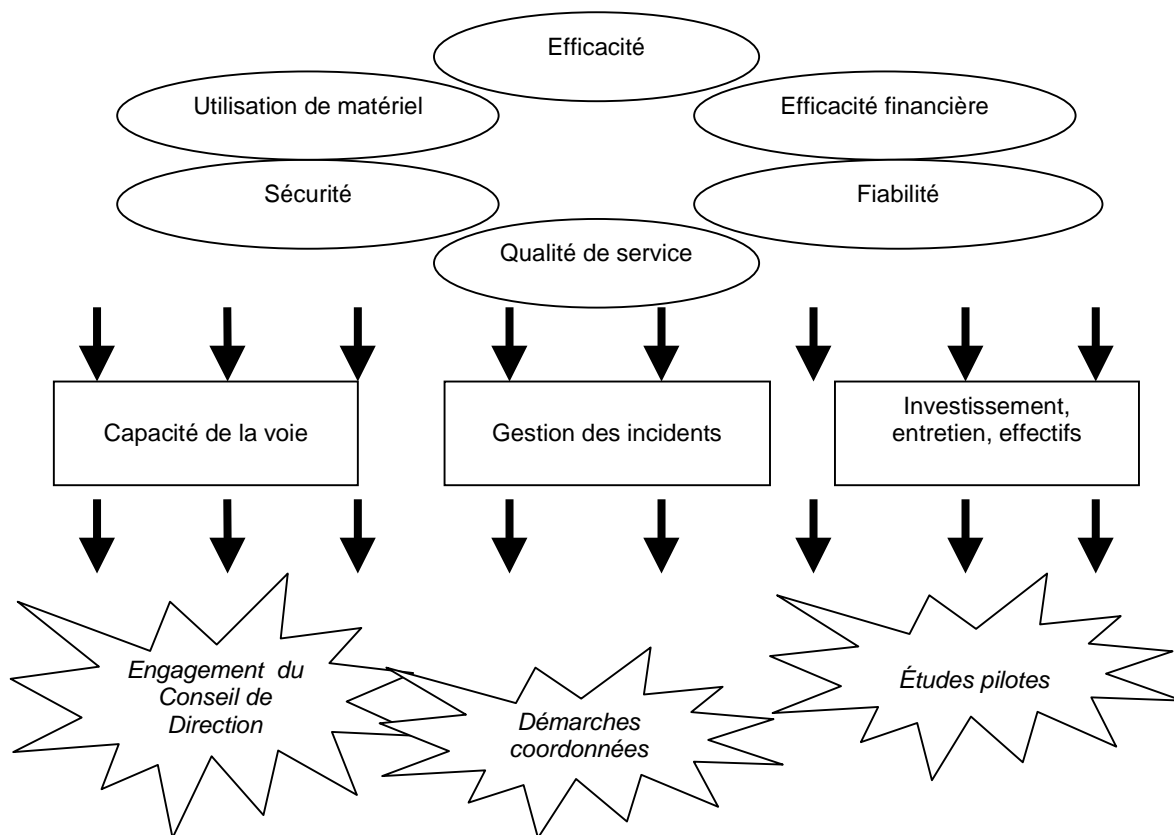 Efficacité
Utilisation de matériel
Efficacité financière
Sécurité
Fiabilité
Qualité de service
Capacité de la voie
Gestion des incidents
Investissement,
entretien, effectifs
Engagement du
Conseil de
Direction
Démarches
coordonnées
Études pilotes